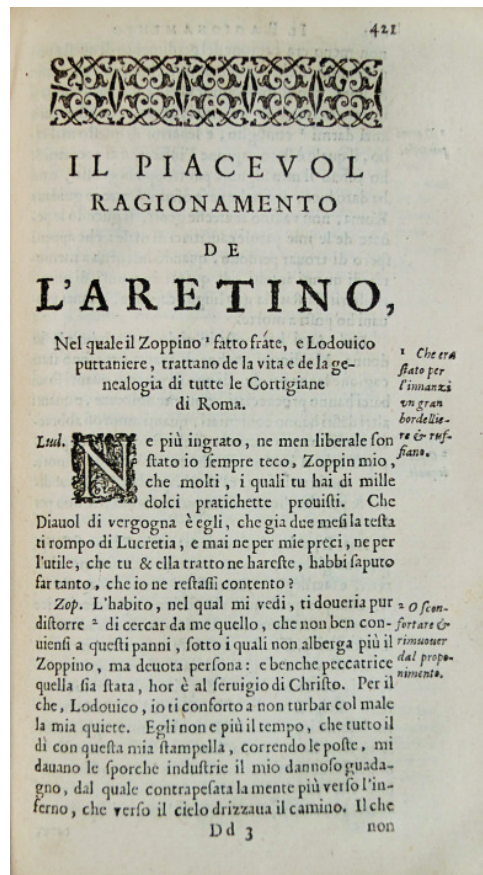 421
IL PIACEVOL
RAGIONAMENTO
DE
L'ARETINO,
Nel quale il Zoppino ¹ fatto fráte, e Lodouico
puttaniere, trattano de la vita e de la ge-
nealogia di tutte le Cortigiane
di Roma.
1 Che era
ſtato per
l'innanzi
vn gran
bordellie-
re & ruf-
fiano.
Lud. Ne più ingrato, ne men liberale ſon
ſtato io ſempre teco, Zoppin mio,
che molti, i quali tu hai di mille
dolci pratichette prouiſti. Che
Diauol di vergogna è egli, che gia due meſi la teſta
ti rompo di Lucretia, e mai ne per mie preci, ne per
l'utile, che tu & ella tratto ne hareſte, habbi ſaputo
far tanto, che io ne reſtaſſi contento?
Zop. L'habito, nel qual mi vedi, ti doueria pur
diſtorre ² di cercar da me quello, che non ben con-
uienſi a queſti panni, ſotto i quali non alberga più il
Zoppino, ma deuota perſona: e benche peccatrice
quella ſia ſtata, hor è al ſeruigio di Chriſto. Per il
che, Lodouico, io ti conforto a non turbar col male
la mia quiete. Egli non e più il tempo, che tutto il
dì con queſta mia ſtampella, correndo le poſte, mi
dauano le ſporche induſtrie il mio dannoſo guada-
gno, dal quale contrapeſata la mente più verſo l'in-
ferno, che verſo il cielo drizzaua il camino. Il che
2 O ſcon-
fortare &
rimuouer
dal propo-
nimento.
Dd 3
non